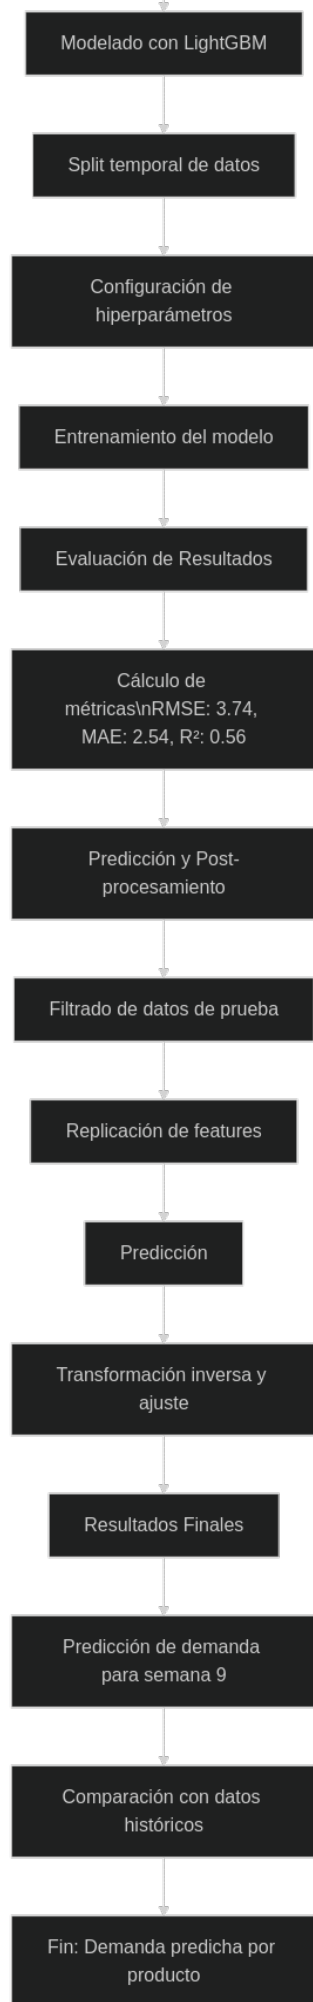 Modelado con LightGBM
Split temporal de datos
Configuración de
hiperparámetros
Entrenamiento del modelo
Evaluación de Resultados
Cálculo de
métricas\nRMSE: 3.74,
MAE: 2.54, R²: 0.56
Predicción y Post-
procesamiento
Filtrado de datos de prueba
Replicación de features
Predicción
Transformación inversa y
ajuste
Resultados Finales
Predicción de demanda
para semana 9
Comparación con datos
históricos
Fin: Demanda predicha por
producto